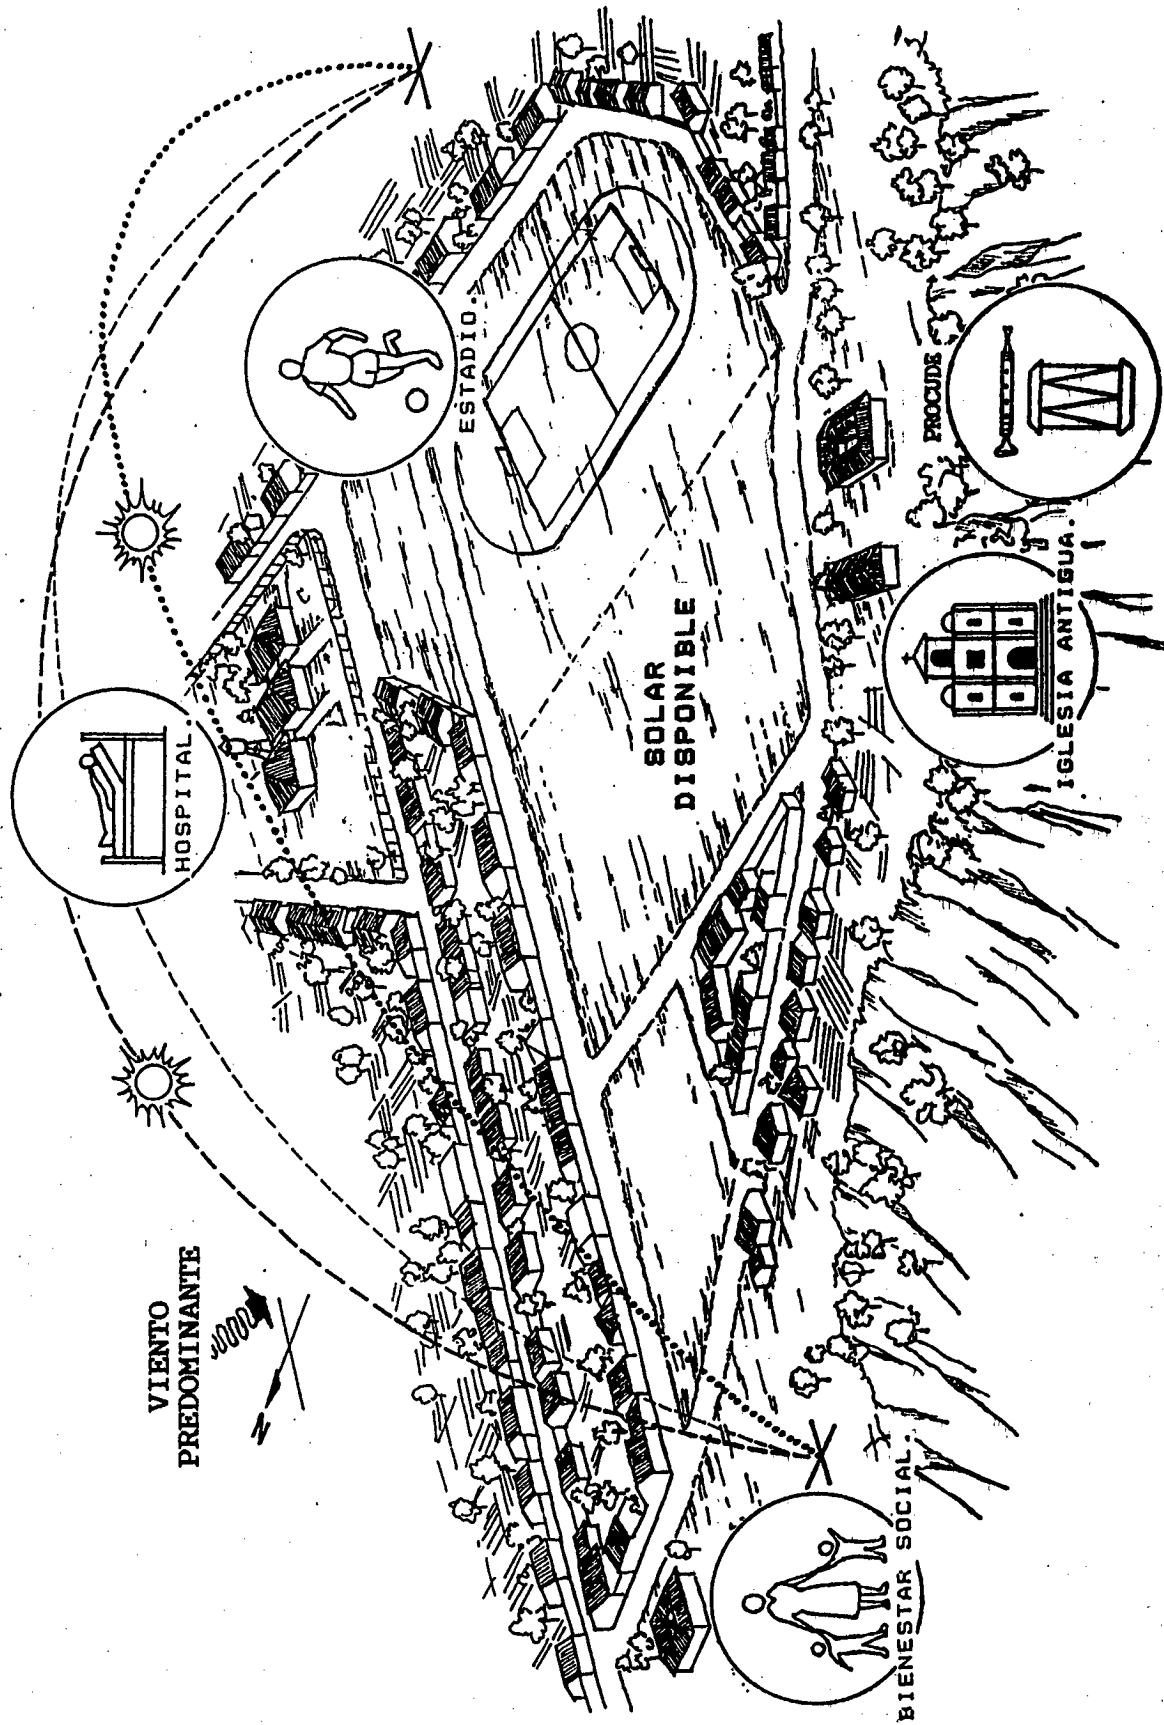 VIENTO
PREDOMINANTE
N
HOSPITAL.
ESTADIO.
SOLAR
DISPONIBLE
BIENESTAR SOCIAL.
IGLESIA ANTIGUA.
PROCUDE